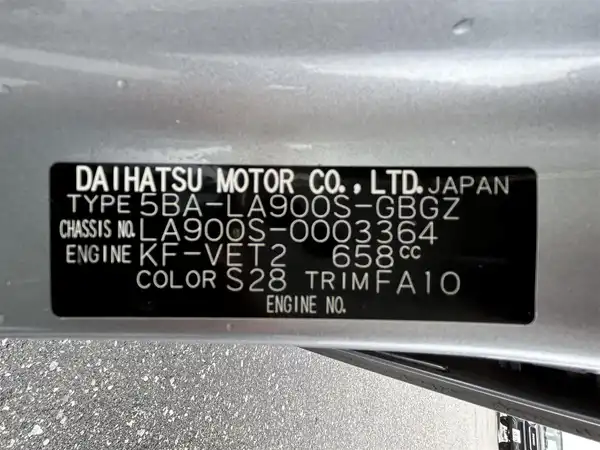 DAIHATSU MOTOR CO., LTD. JAPAN
TYPE 5BA-LA900S-GBGZ
CHASSIS NO. LA900S-0003364
ENGINE KF-VET2 658cc
COLOR S28 TRIM FA10
ENGINE NO.